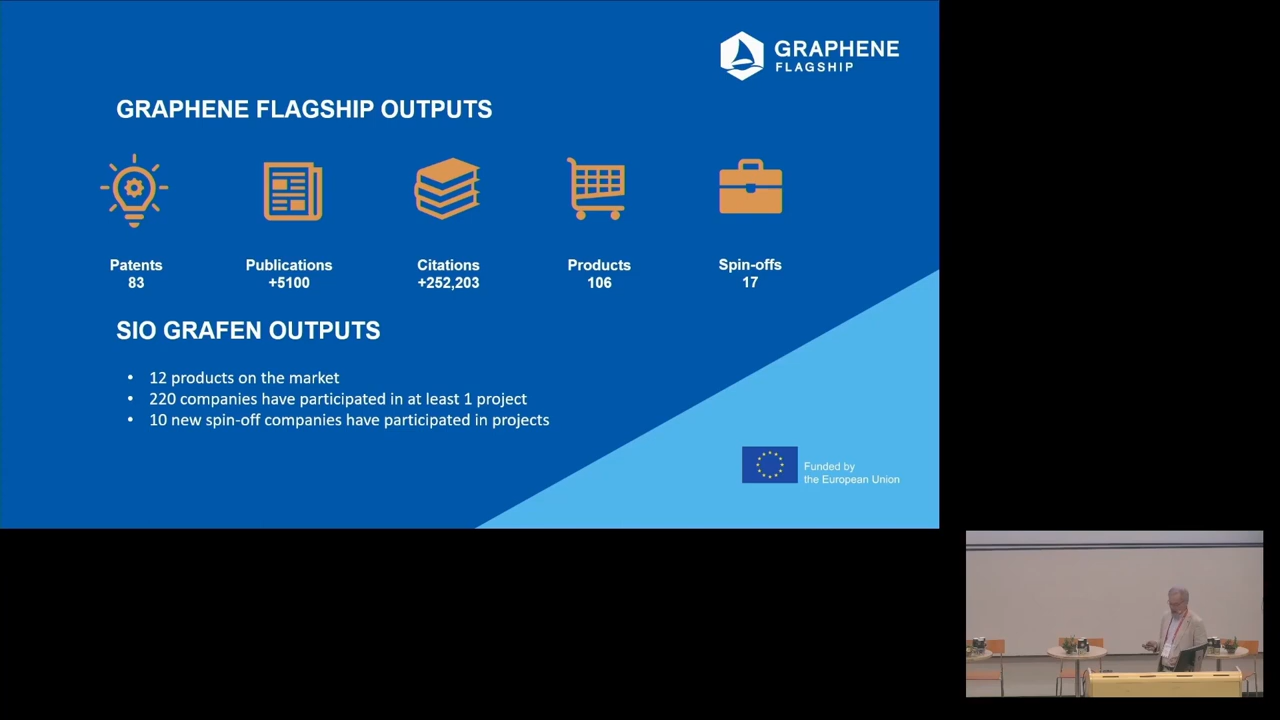 GRAPHENE
FLAGSHIP
GRAPHENE FLAGSHIP OUTPUTS
Patents
83
Publications
+5100
Citations
+252,203
Products
106
Spin-offs
17
SIO GRAFEN OUTPUTS
• 12 products on the market
• 220 companies have participated in at least 1 project
• 10 new spin-off companies have participated in projects
Funded by
the European Union